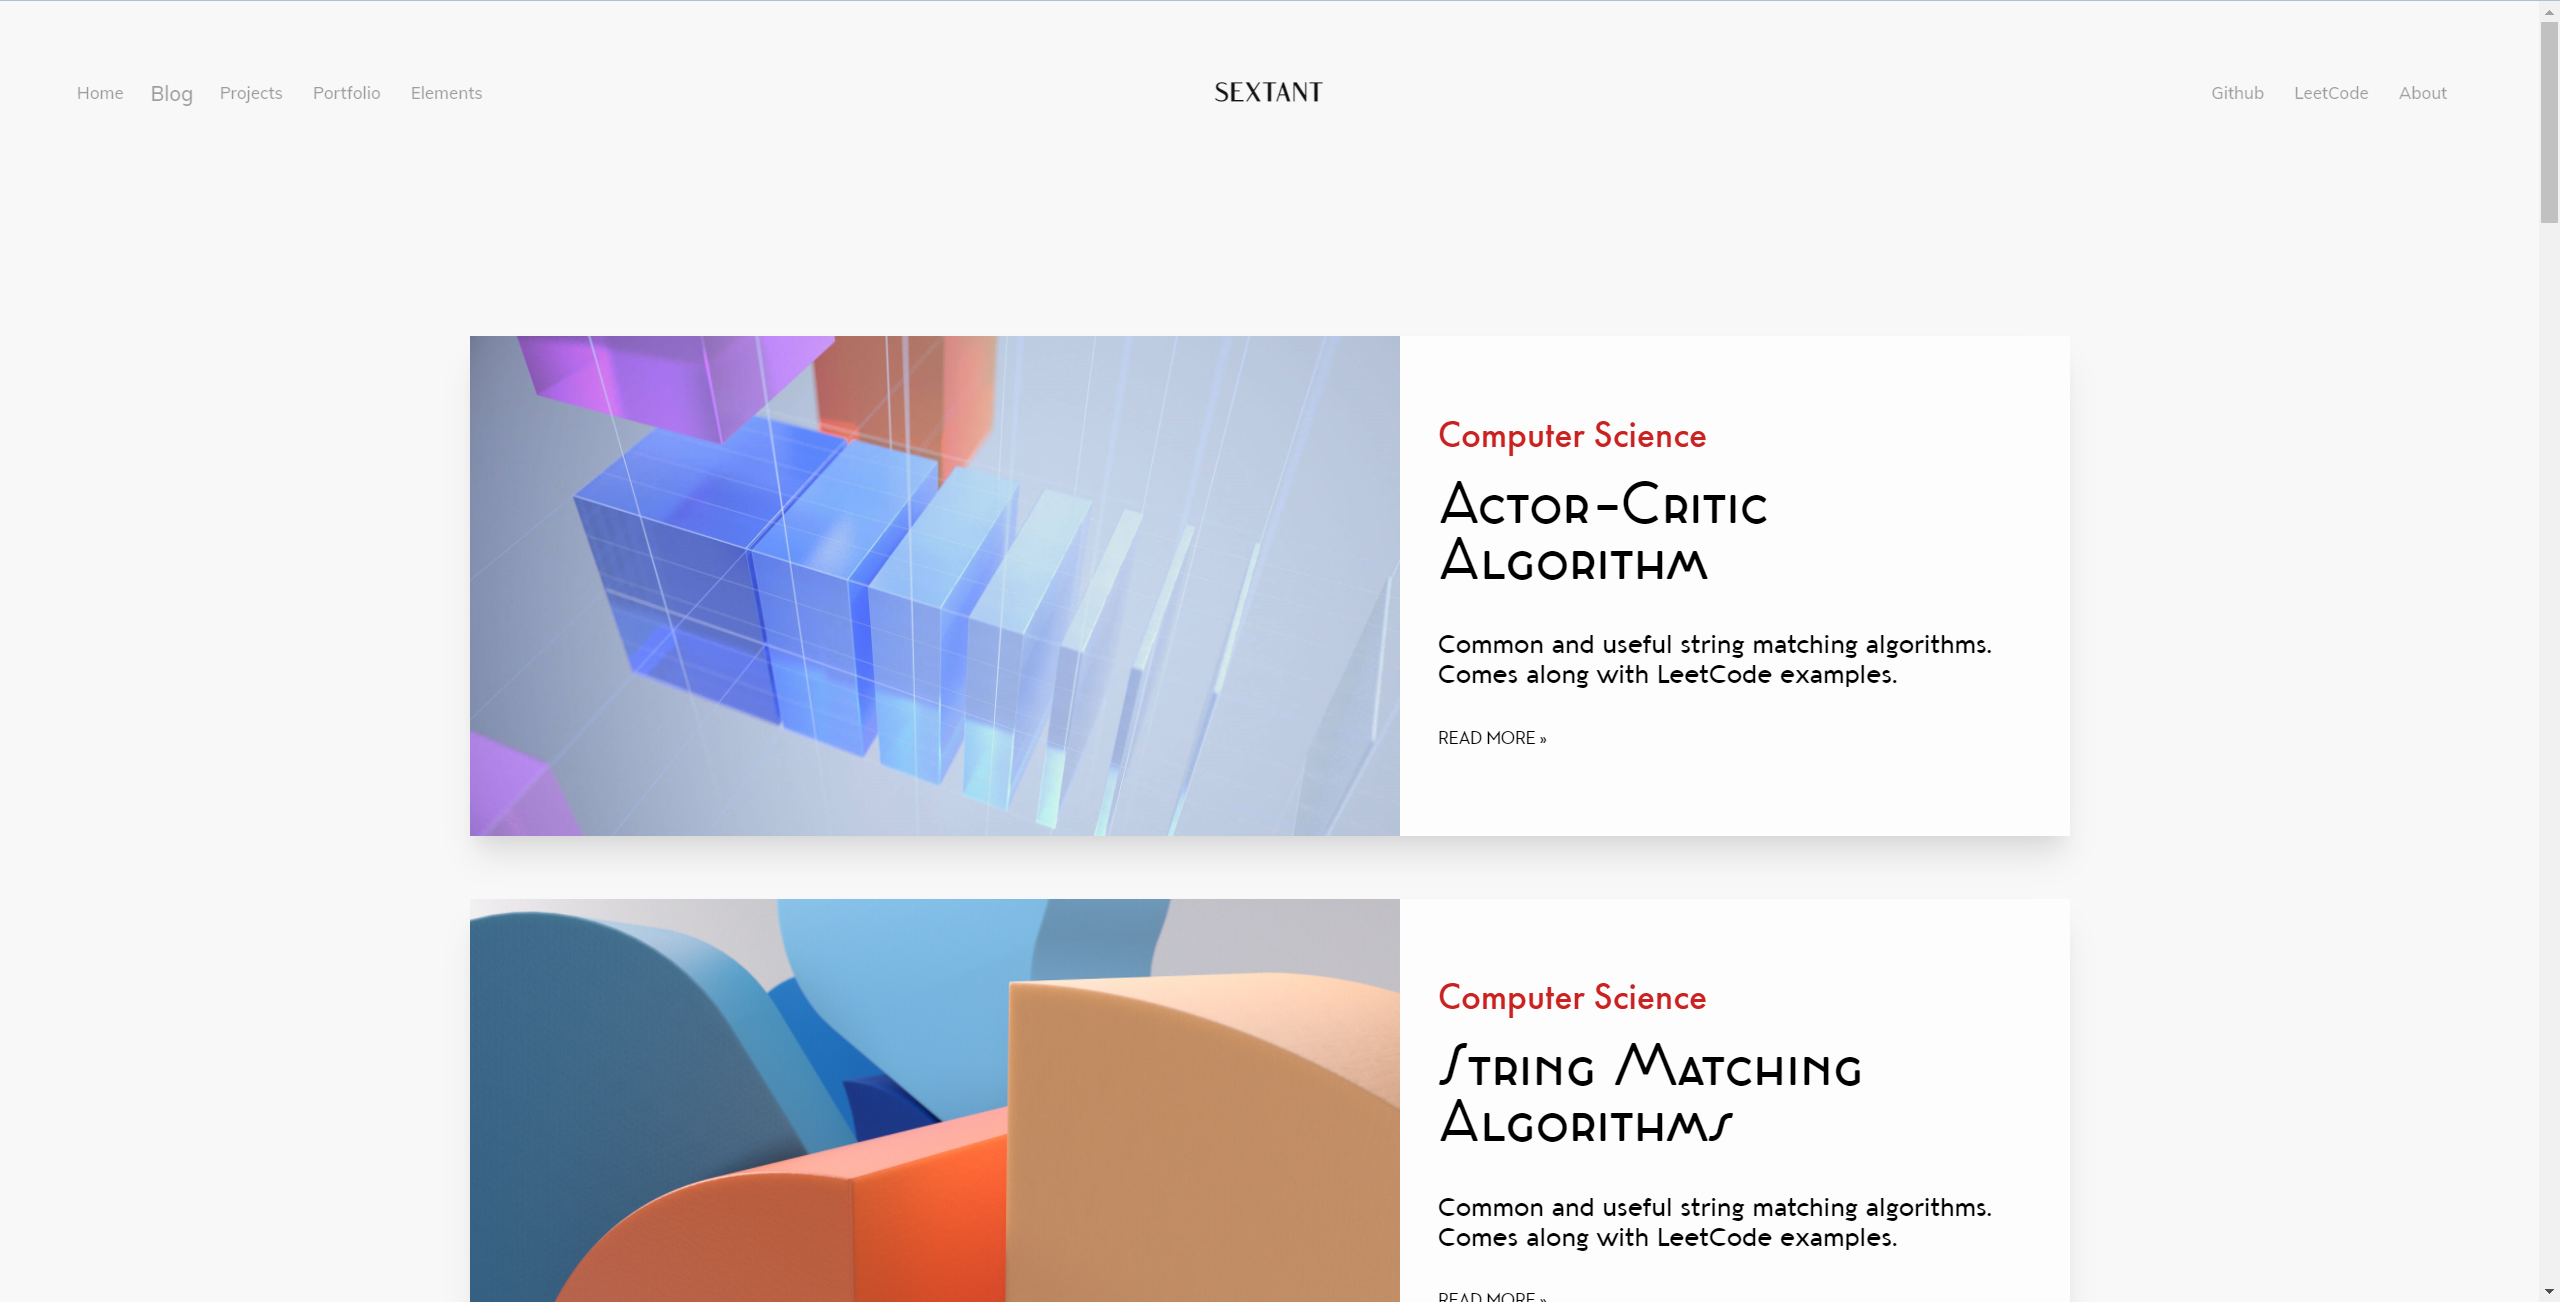 Home Blog Projects Portfolio Elements SEXTANT Github LeetCode About
Computer Science
Actor-Critic
Algorithm
Common and useful string matching algorithms.
Comes along with LeetCode examples.
READ MORE »
Computer Science
String Matching
Algorithms
Common and useful string matching algorithms.
Comes along with LeetCode examples.
READ MORE »